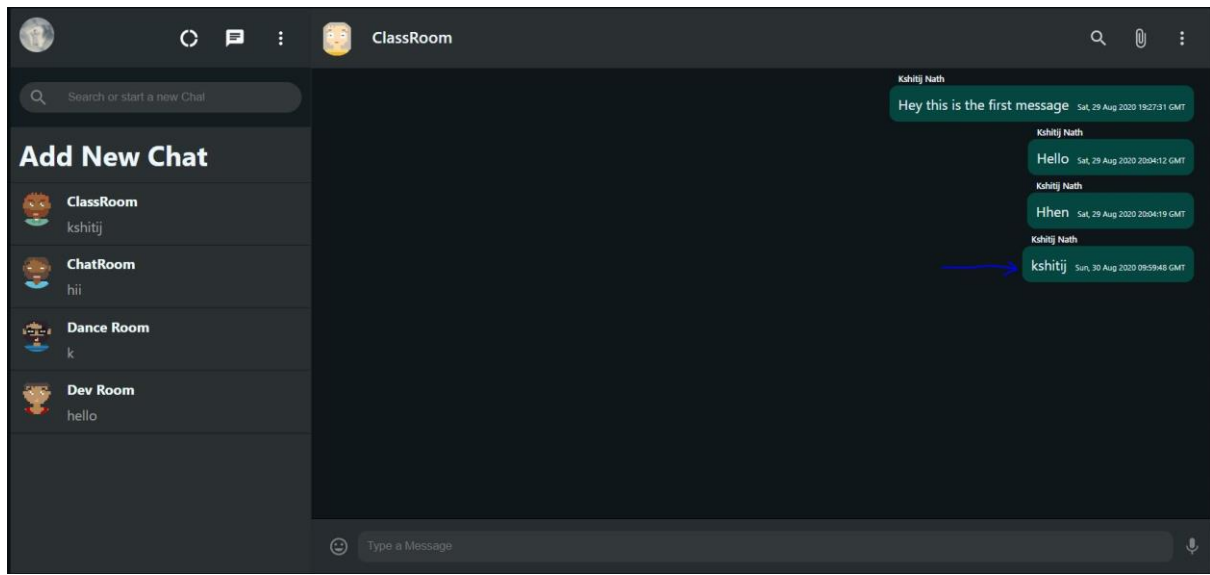 ClassRoom
Search or start a new Chat
Add New Chat
ClassRoom
kshitij
ChatRoom
hii
Dance Room
k
Dev Room
hello
Kshitij Nath
Hey this is the first message Sat, 29 Aug 2020 19:27:31 GMT
Kshitij Nath
Hello Sat, 29 Aug 2020 20:04:12 GMT
Kshitij Nath
Hhen Sat, 29 Aug 2020 20:04:19 GMT
Kshitij Nath
kshitij Sun, 30 Aug 2020 09:59:48 GMT
Type a Message